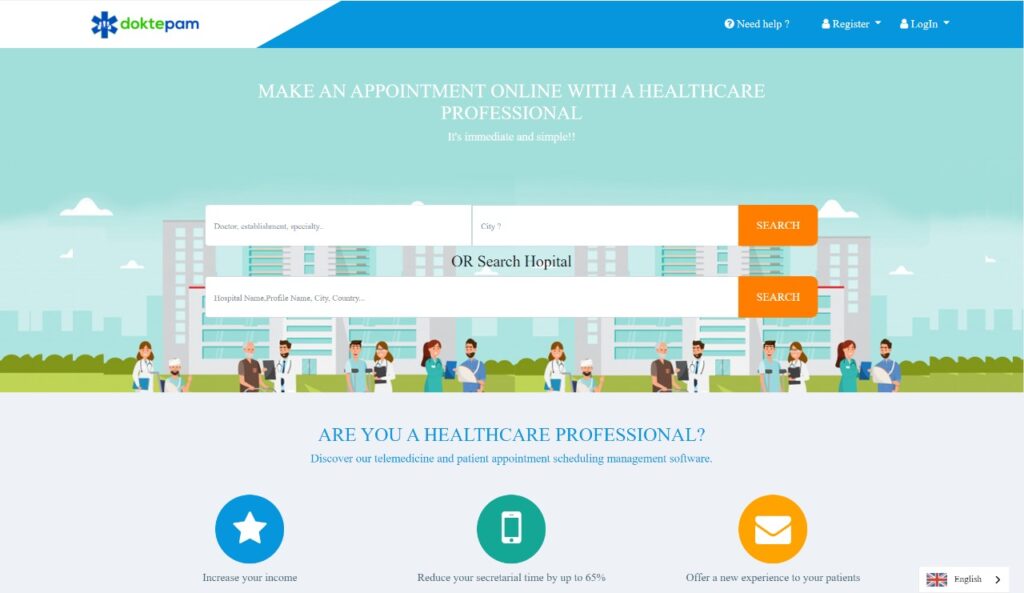 doktepam
Need help ?
Register
LogIn
MAKE AN APPOINTMENT ONLINE WITH A HEALTHCARE
PROFESSIONAL
It's immediate and simple!!
Doctor, establishment, specialty..
City ?
SEARCH
OR Search Hopital
Hospital Name,Profile Name, City, Country...
SEARCH
ARE YOU A HEALTHCARE PROFESSIONAL?
Discover our telemedicine and patient appointment scheduling management software.
Increase your income
Reduce your secretarial time by up to 65%
Offer a new experience to your patients
English